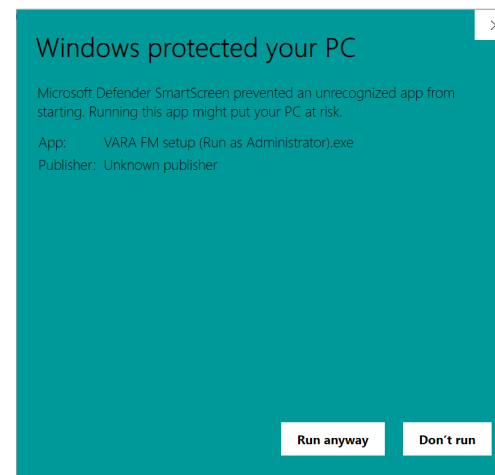 Windows protected your PC
Microsoft Defender SmartScreen prevented an unrecognized app from
starting. Running this app might put your PC at risk.
App: VARA FM setup (Run as Administrator).exe
Publisher: Unknown publisher
Run anyway Don't run